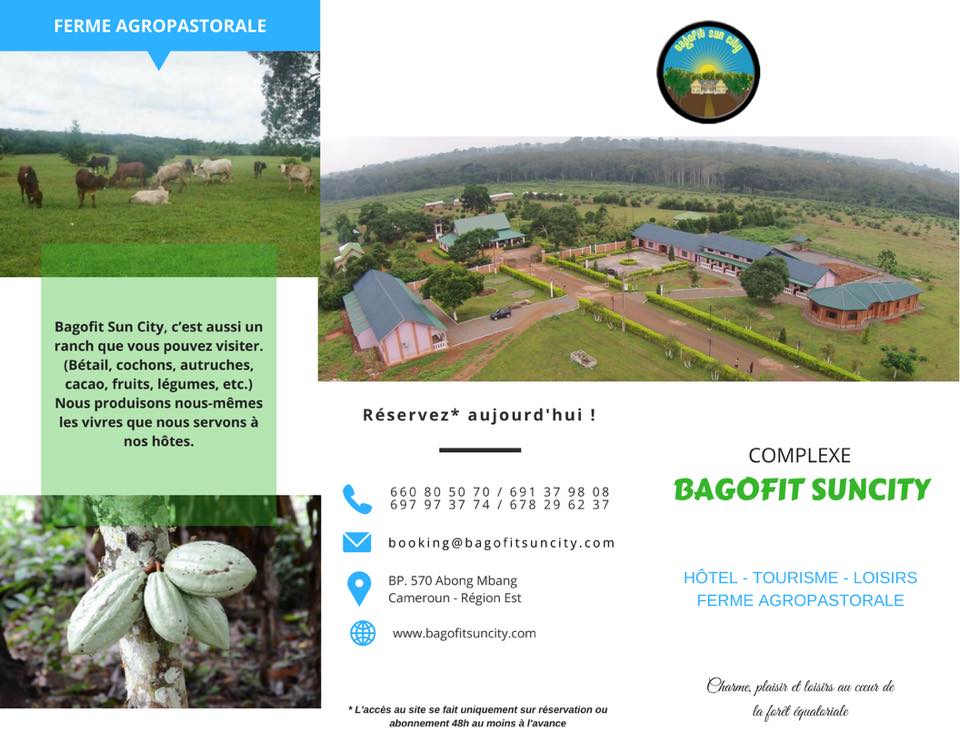 FERME AGROPASTORALE
Bagofit Sun City, c’est aussi un
ranch que vous pouvez visiter.
(Bétail, cochons, autruches,
cacao, fruits, légumes, etc.)
Nous produisons nous-mêmes
les vivres que nous servons à
nos hôtes.
Réservez* aujourd'hui !
660 80 50 70 / 691 37 98 08
697 97 37 74 / 678 29 62 37
booking@bagofitsuncity.com
BP. 570 Abong Mbang
Cameroun - Région Est
www.bagofitsuncity.com
* L'accès au site se fait uniquement sur réservation ou
abonnement 48h au moins à l'avance
bagofit sun city
COMPLEXE
BAGOFIT SUNCITY
HÔTEL - TOURISME - LOISIRS
FERME AGROPASTORALE
Charme, plaisir et loisirs au cœur de
la forêt équatoriale